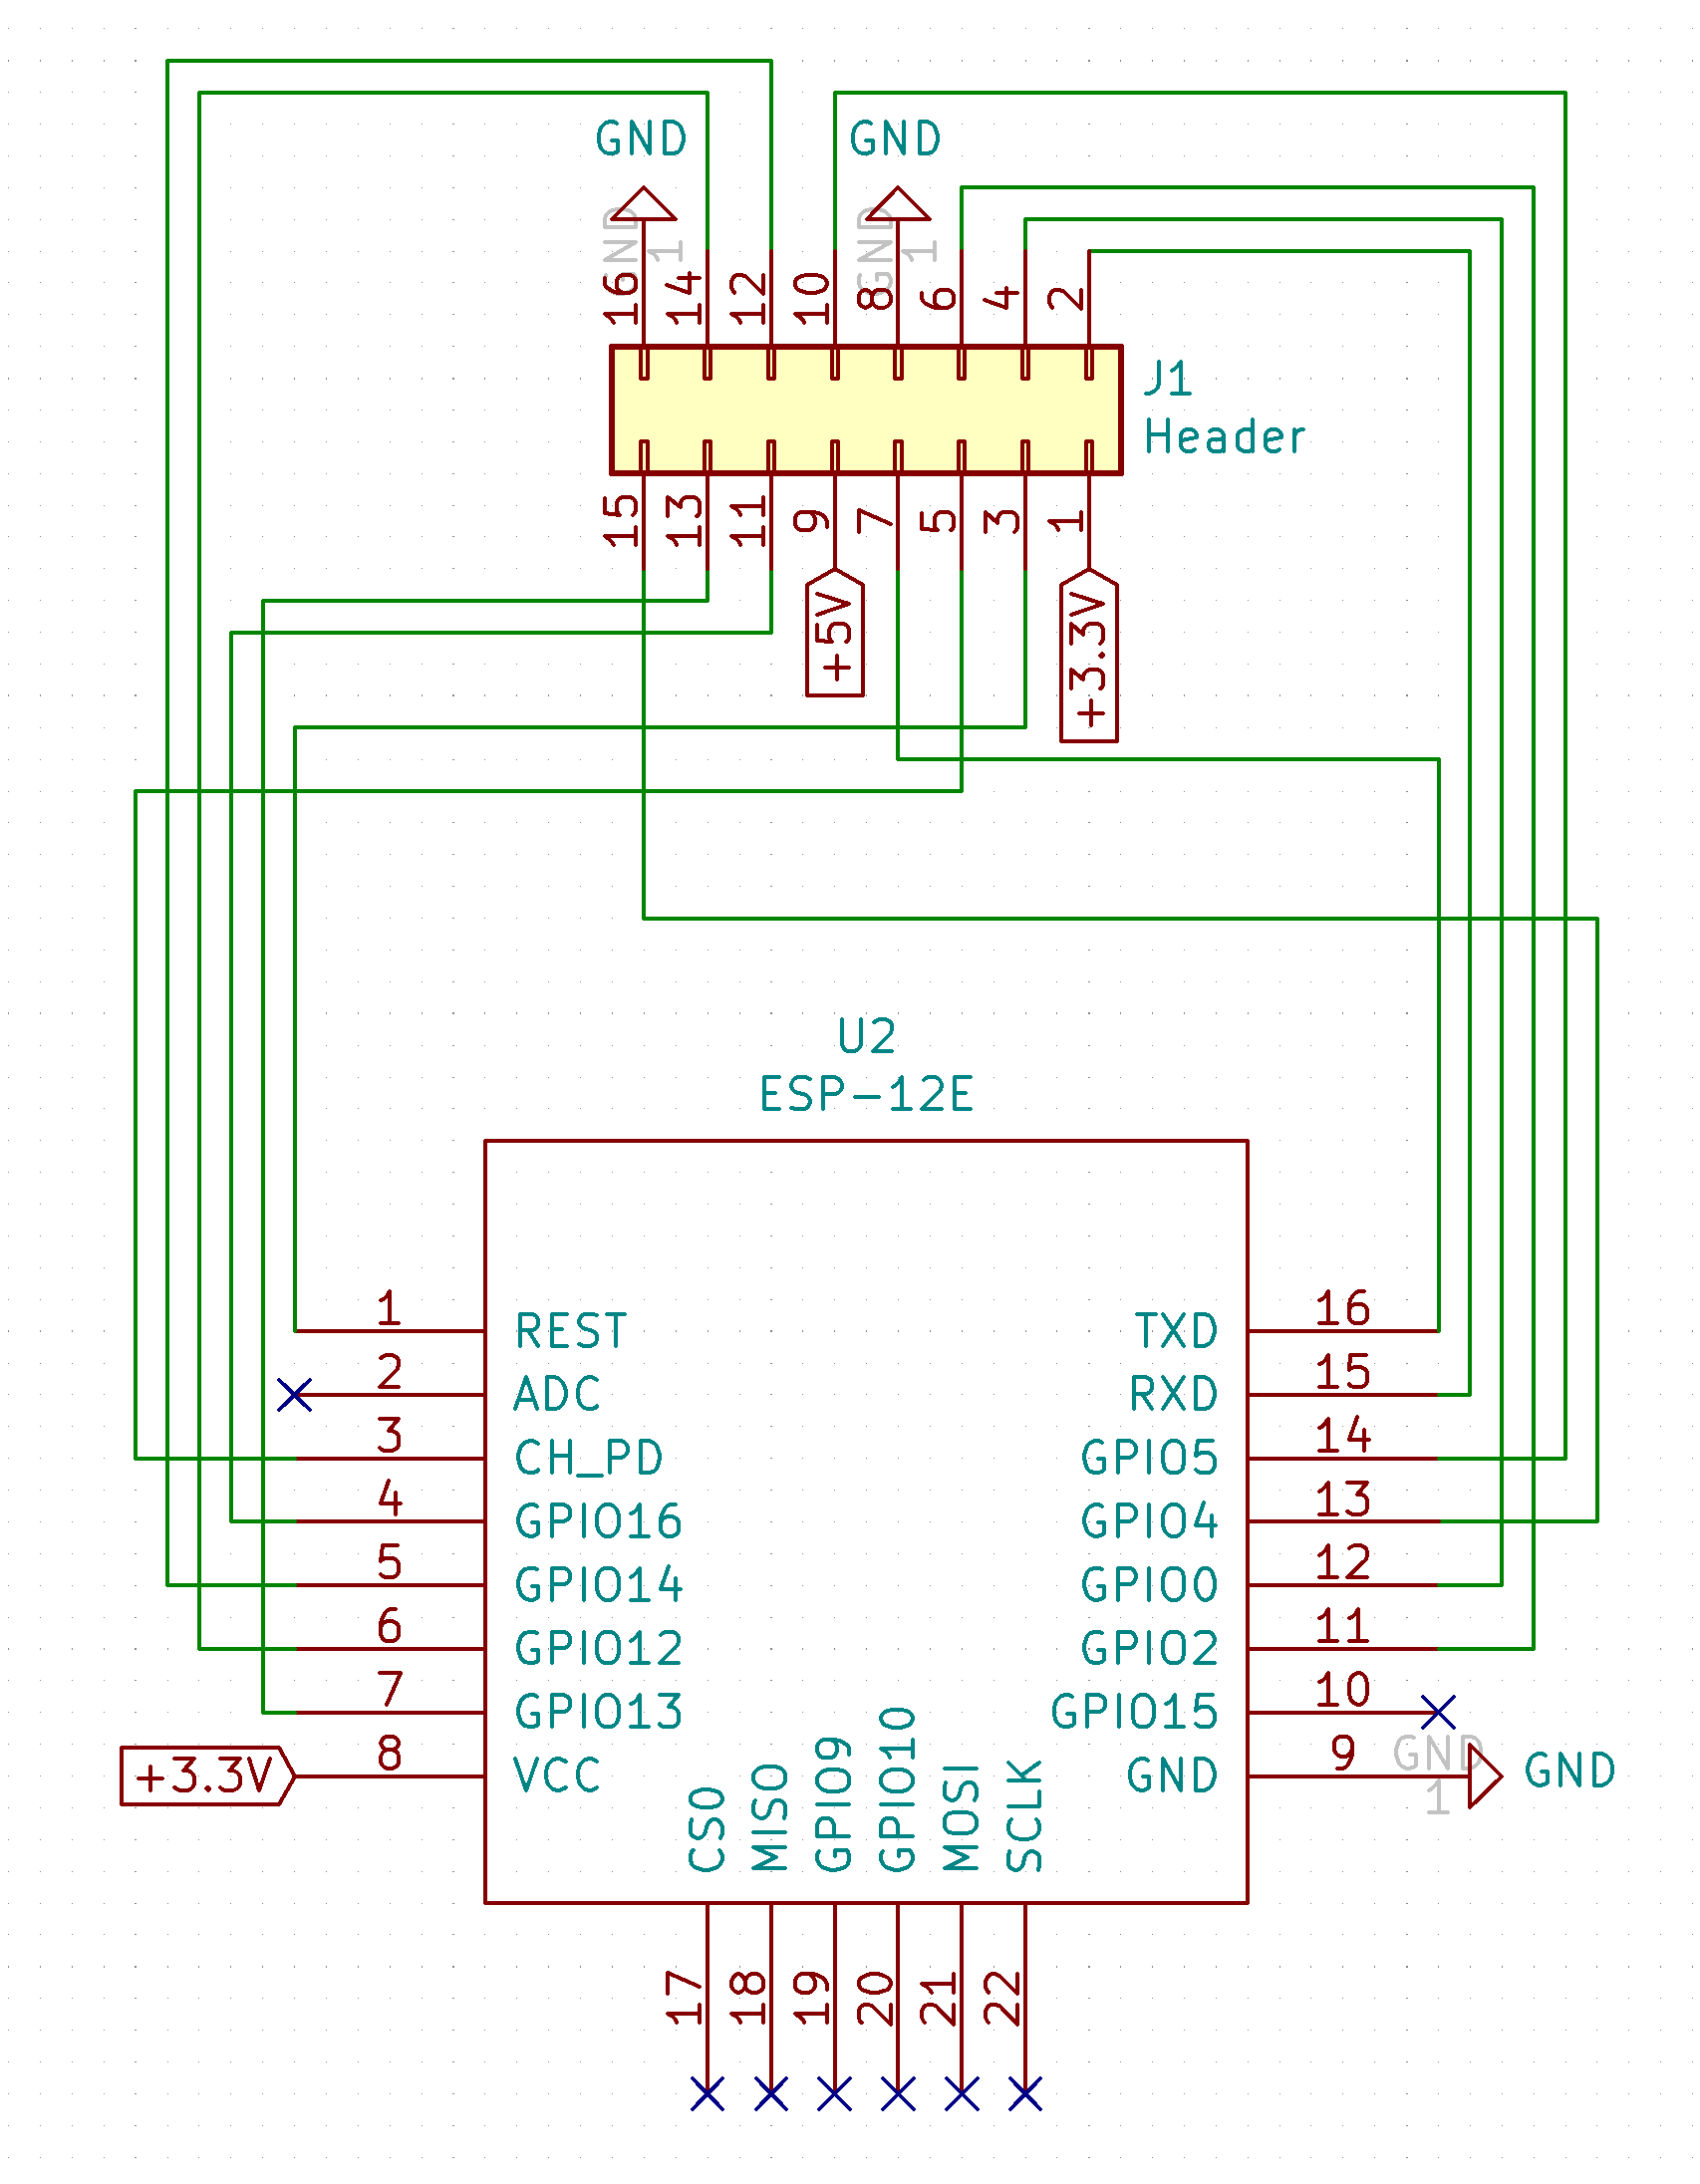 GND GND
GND 1 GND 1
16 14 12 10 8 6 4 2
J1
Header
15 13 11 9 7 5 3 1
+5V +3.3V
U2
ESP-12E
1 REST TXD 16
2 ADC RXD 15
3 CH_PD GPIO5 14
4 GPIO16 GPIO4 13
5 GPIO14 GPIO0 12
6 GPIO12 GPIO2 11
7 GPIO13 GPIO15 10
+3.3V 8 VCC GND 9 GND 1 GND
CS0 MISO GPIO9 GPIO10 MOSI SCLK
17 18 19 20 21 22